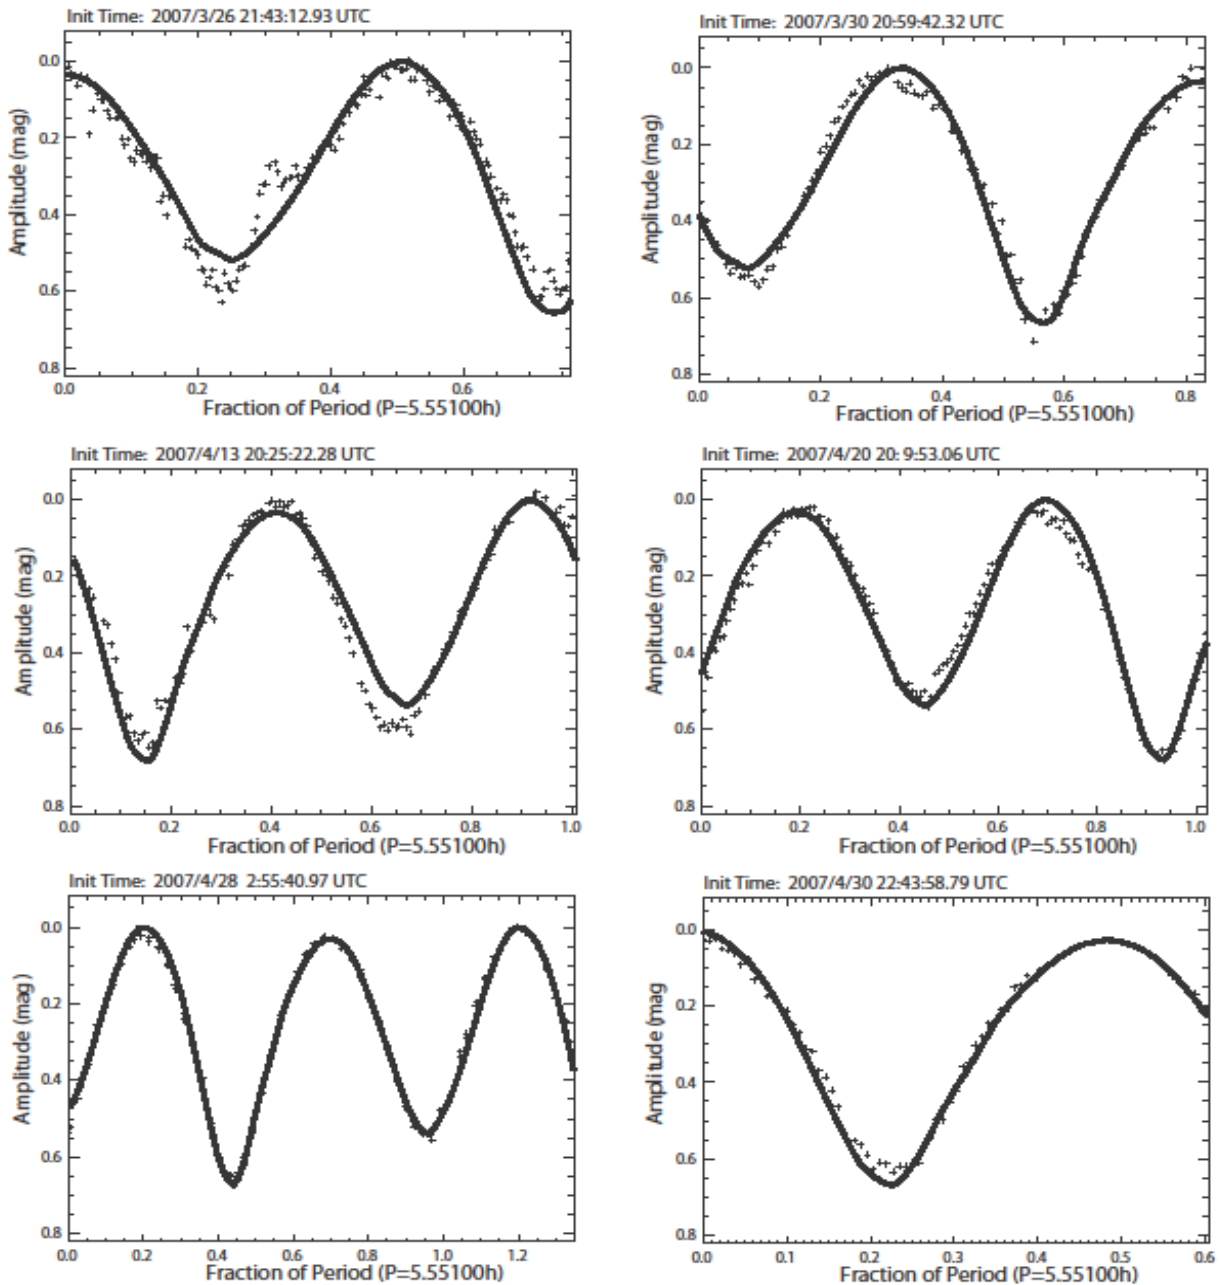 Init Time: 2007/3/26 21:43:12.93 UTC
Amplitude (mag)
0.0
0.2
0.4
0.6
0.8
0.0 0.2 0.4 0.6
Fraction of Period (P=5.55100h)
Init Time: 2007/3/30 20:59:42.32 UTC
Amplitude (mag)
0.0
0.2
0.4
0.6
0.8
0.0 0.2 0.4 0.6 0.8
Fraction of Period (P=5.55100h)
Init Time: 2007/4/13 20:25:22.28 UTC
Amplitude (mag)
0.0
0.2
0.4
0.6
0.8
0.0 0.2 0.4 0.6 0.8 1.0
Fraction of Period (P=5.55100h)
Init Time: 2007/4/20 20: 9:53.06 UTC
Amplitude (mag)
0.0
0.2
0.4
0.6
0.8
0.0 0.2 0.4 0.6 0.8 1.0
Fraction of Period (P=5.55100h)
Init Time: 2007/4/28 2:55:40.97 UTC
Amplitude (mag)
0.0
0.2
0.4
0.6
0.8
0.0 0.2 0.4 0.6 0.8 1.0 1.2
Fraction of Period (P=5.55100h)
Init Time: 2007/4/30 22:43:58.79 UTC
Amplitude (mag
0.0
0.2
0.4
0.6
0.8
0.0 0.1 0.2 0.3 0.4 0.5 0.6
Fraction of Period (P=5.55100h)